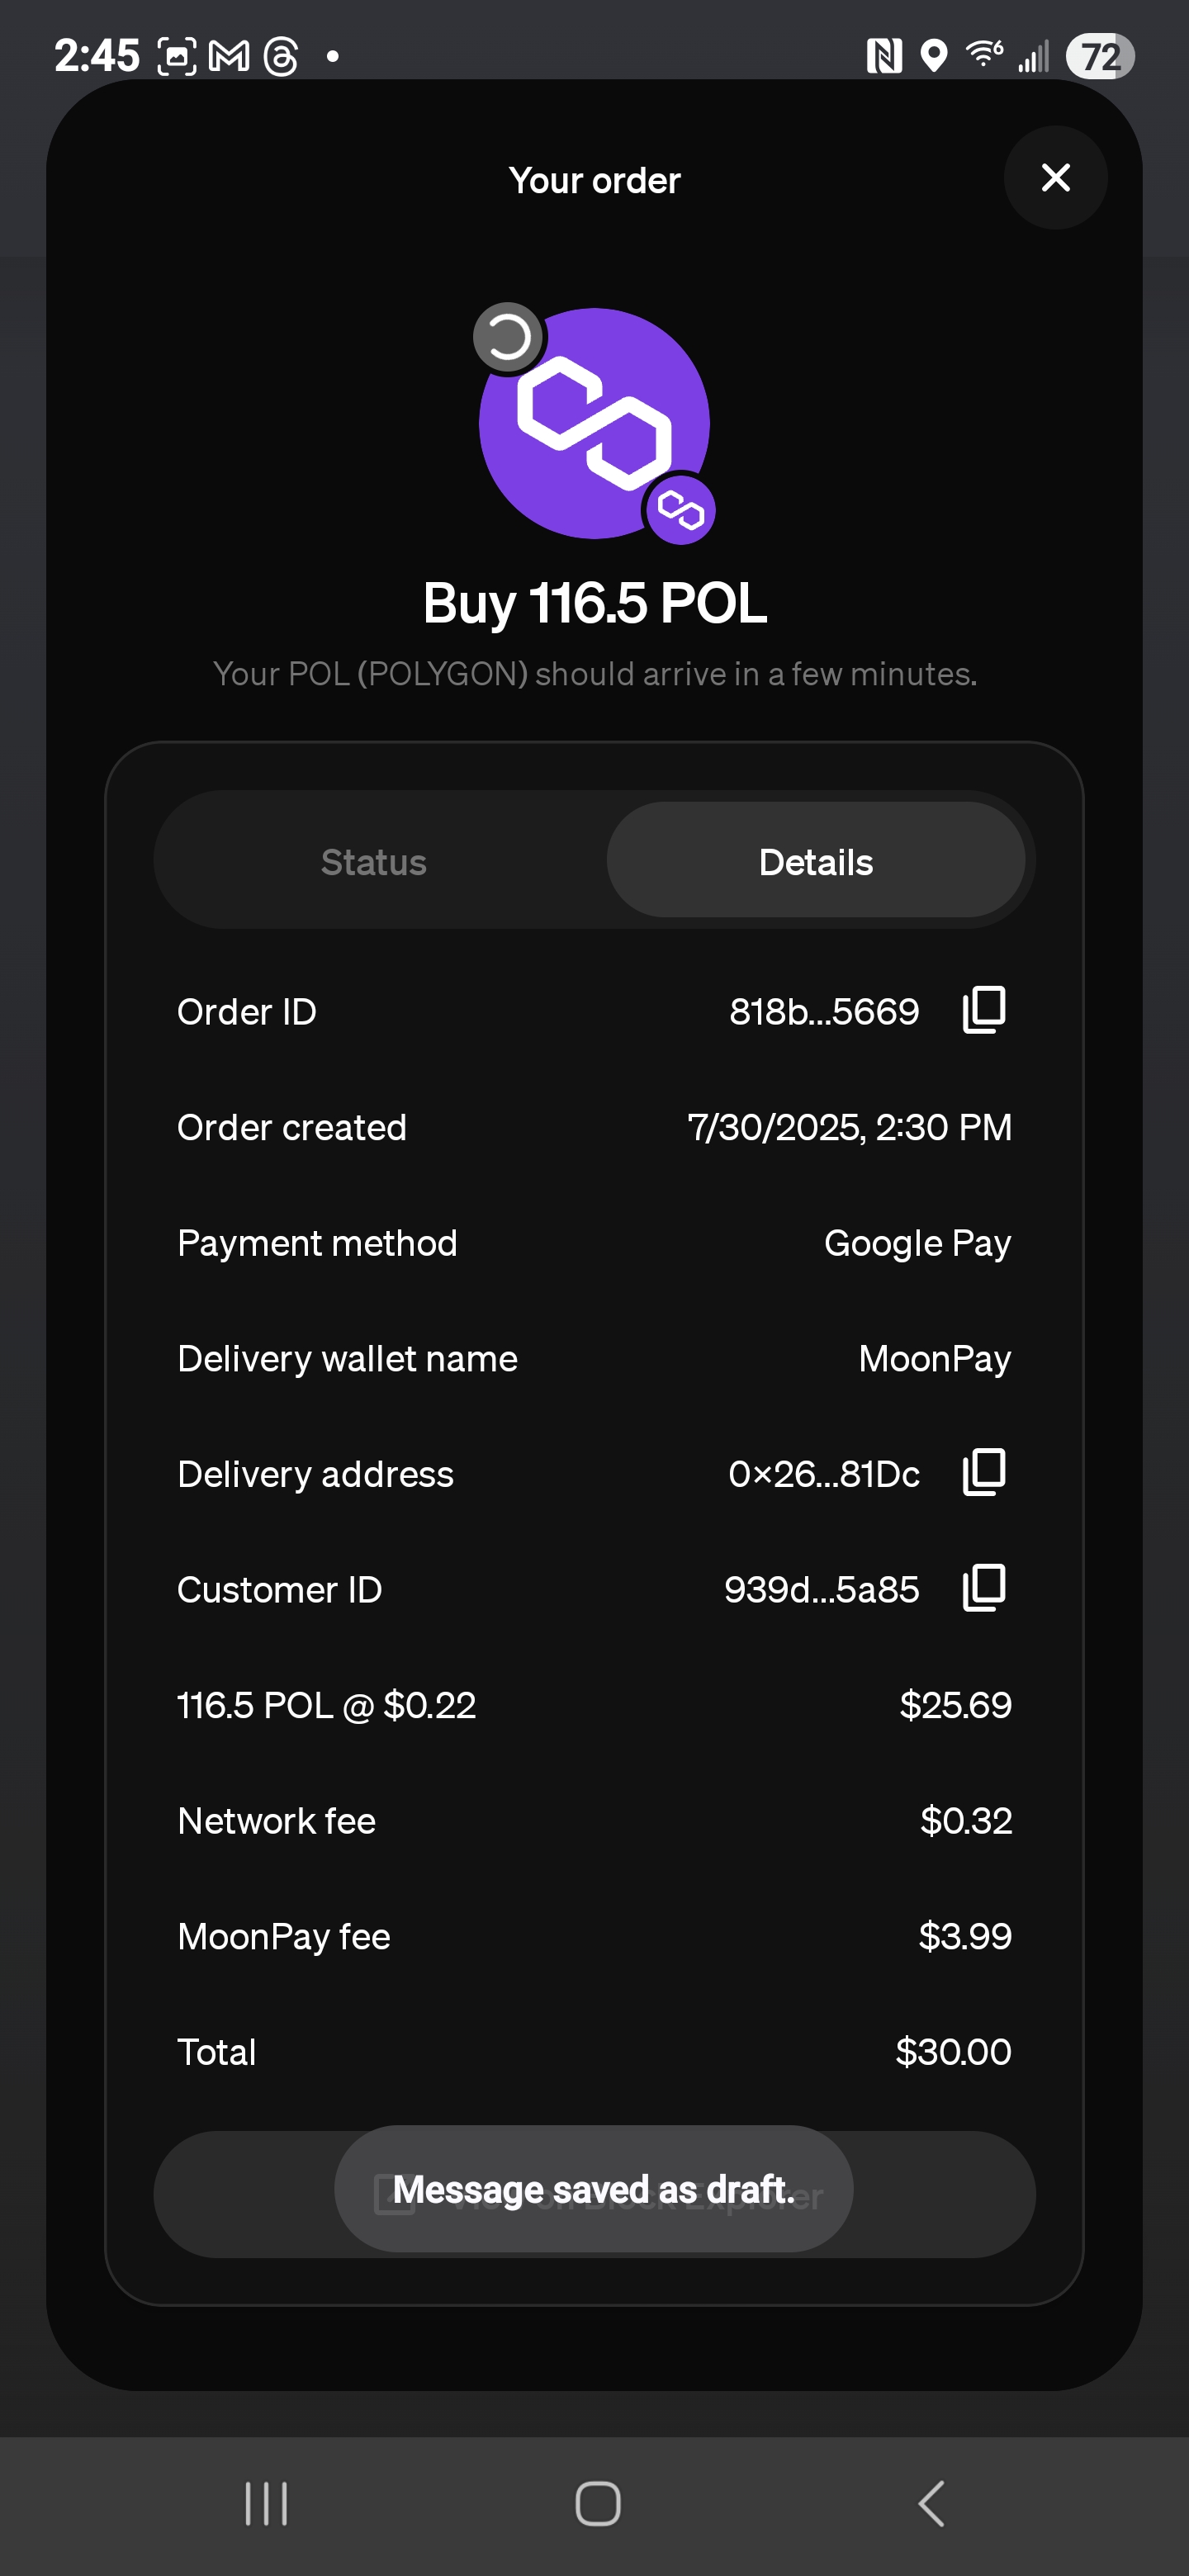 2:45
6
72
Your order
Buy 116.5 POL
Your POL (POLYGON) should arrive in a few minutes.
Status Details
Order ID 818b...5669
Order created 7/30/2025, 2:30 PM
Payment method Google Pay
Delivery wallet name MoonPay
Delivery address 0×26...81Dc
Customer ID 939d...5a85
116.5 POL @ $0.22 $25.69
Network fee $0.32
MoonPay fee $3.99
Total $30.00
Message saved as draft.